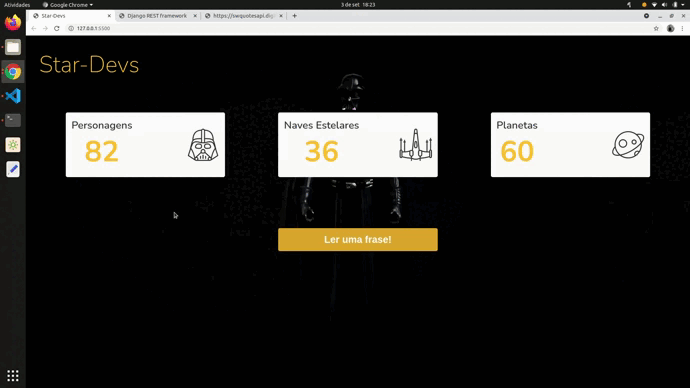 Atividades
Google Chrome
3 de set 18:23
Star-Devs
Django REST framework
https://swquotesapi.dig
127.0.0.1:5500
Star-Devs
Personagens
82
Naves Estelares
36
Planetas
60
Ler uma frase!